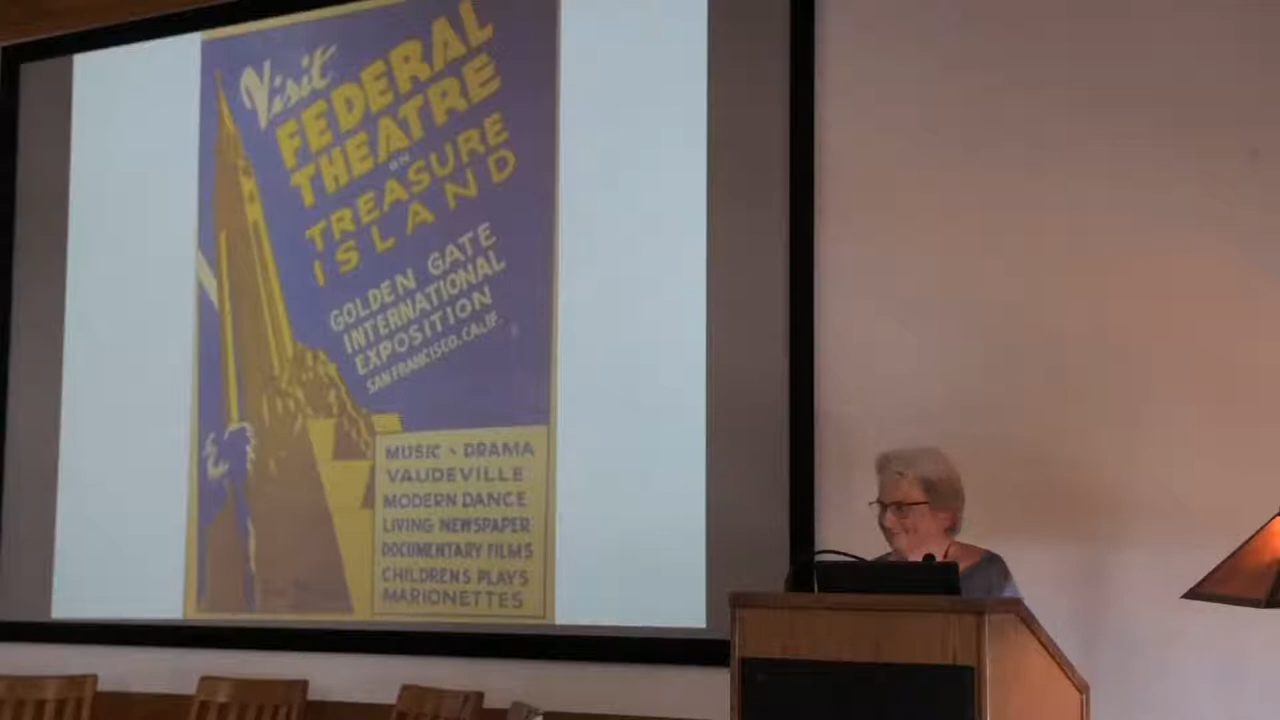 Visit
FEDERAL
THEATRE
ON
TREASURE
ISLAND
GOLDEN GATE
INTERNATIONAL
EXPOSITION
SAN FRANCISCO, CALIF.
MUSIC - DRAMA
VAUDEVILLE
MODERN DANCE
LIVING NEWSPAPER
DOCUMENTARY FILMS
CHILDRENS PLAYS
MARIONETTES